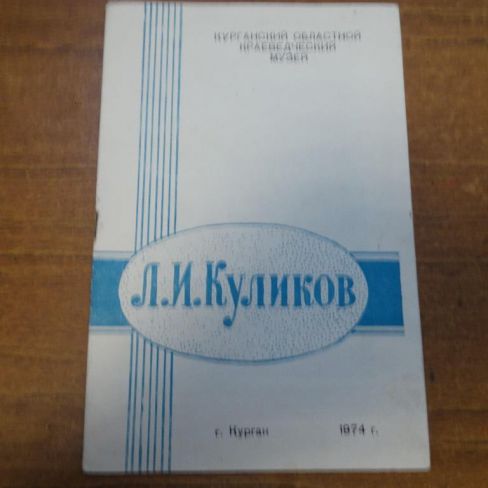 КУРГАНСКИЙ ОБЛАСТНОЙ
КРАЕВЕДЧЕСКИЙ
МУЗЕЙ
Л.И.Куликов
г. Курган 1974 г.